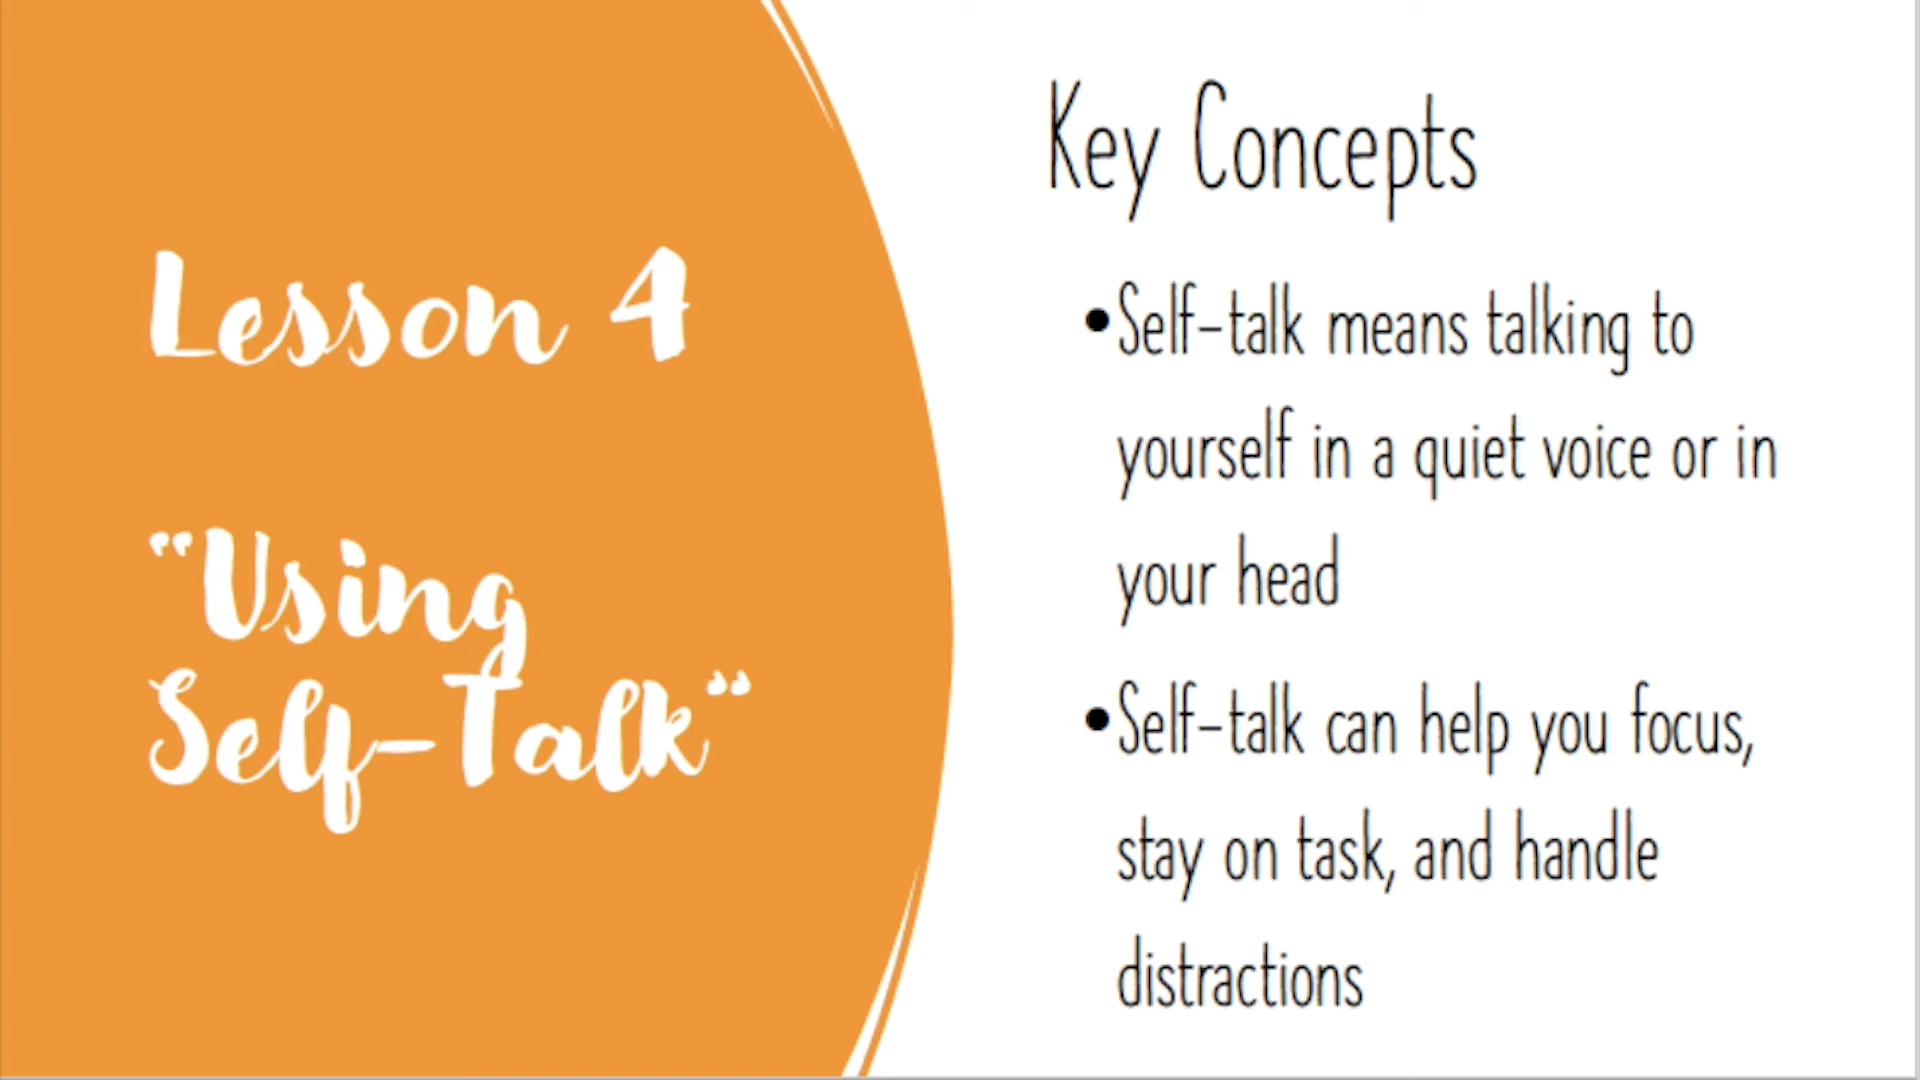 Lesson 4
"Using
Self-Talk"
Key Concepts
•Self-talk means talking to
yourself in a quiet voice or in
your head
•Self-talk can help you focus,
stay on task, and handle
distractions